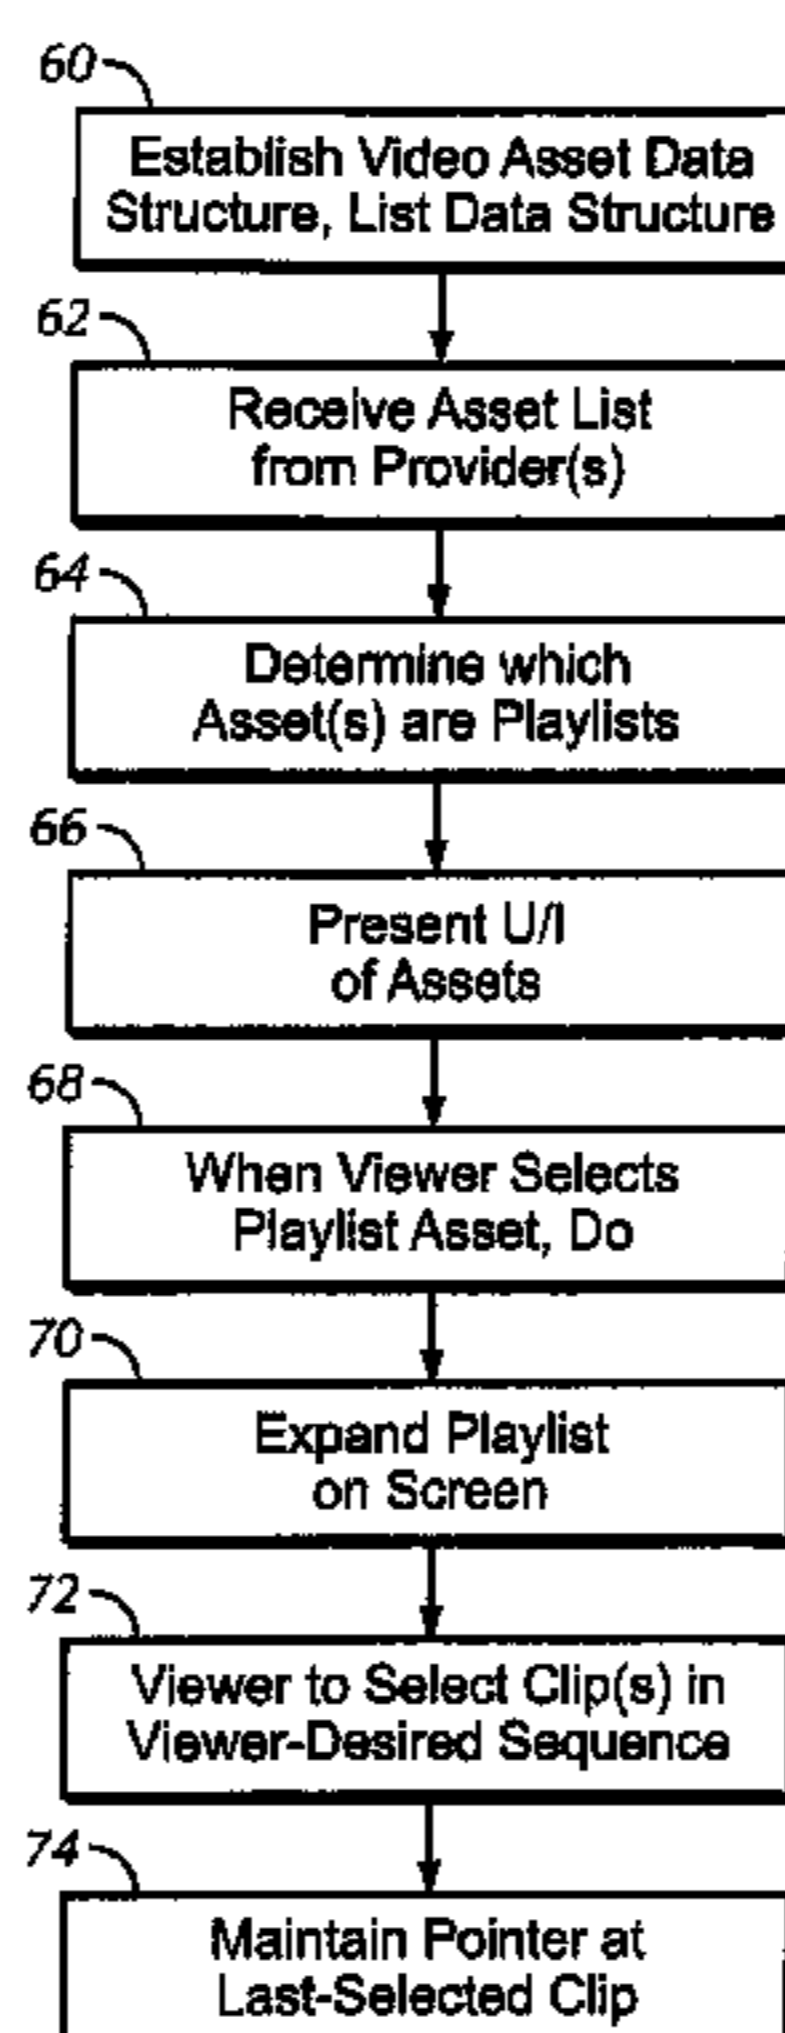 60
Establish Video Asset Data
Structure, List Data Structure
62
Receive Asset List
from Provider(s)
64
Determine which
Asset(s) are Playlists
66
Present U/I
of Assets
68
When Viewer Selects
Playlist Asset, Do
70
Expand Playlist
on Screen
72
Viewer to Select Clip(s) in
Viewer-Desired Sequence
74
Maintain Pointer at
Last-Selected Clip